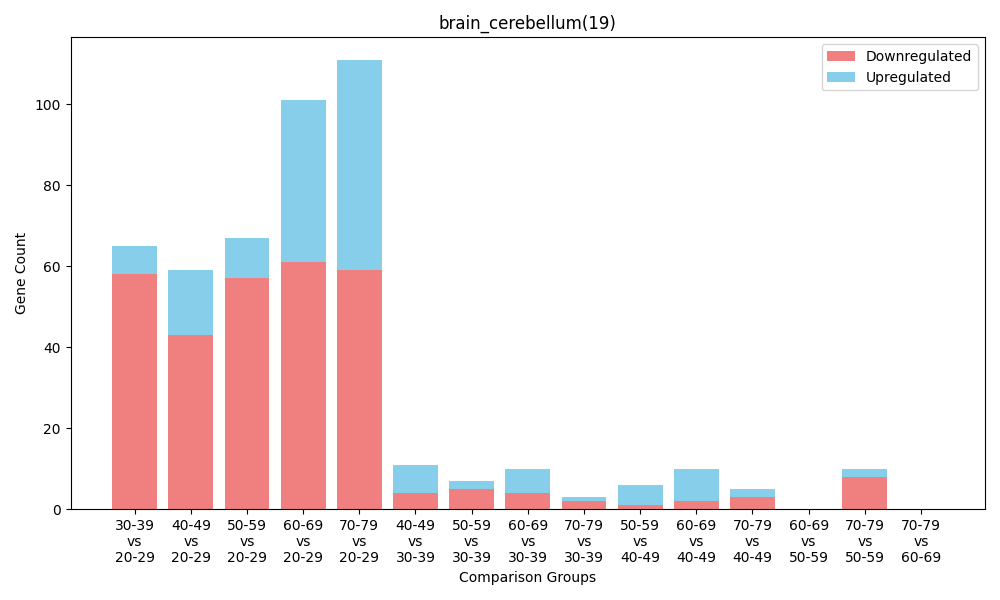 brain_cerebellum(19)
Downregulated
Upregulated
Gene Count
100
80
60
40
20
0
30-39 40-49 50-59 60-69 70-79 40-49 50-59 60-69 70-79 50-59 60-69 70-79 60-69 70-79 70-79
vs vs vs vs vs vs vs vs vs vs vs vs vs vs vs
20-29 20-29 20-29 20-29 20-29 30-39 30-39 30-39 30-39 40-49 40-49 40-49 50-59 50-59 60-69
Comparison Groups